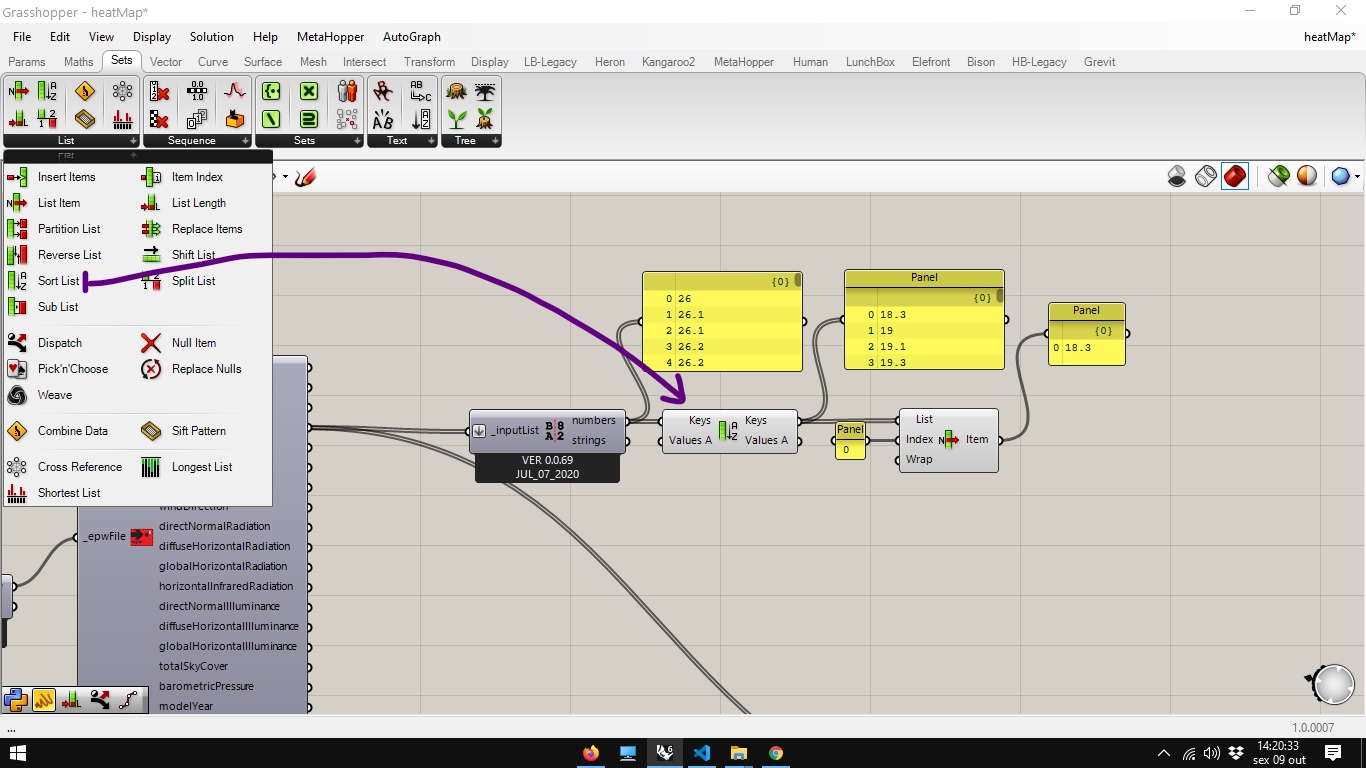 Grasshopper - heatMap*
File Edit View Display Solution Help MetaHopper AutoGraph heatMap*
Params Maths Sets Vector Curve Surface Mesh Intersect Transform Display LB-Legacy Heron Kangaroo2 MetaHopper Human LunchBox Elefront Bison HB-Legacy Grevit
List Sequence Sets Text Tree
Insert Items Item Index
List Item List Length
Partition List Replace Items
Reverse List Shift List
Sort List Split List
Sub List
Dispatch Null Item
Pick'n'Choose Replace Nulls
Weave
Combine Data Sift Pattern
Cross Reference Longest List
Shortest List
{0}
0 26
1 26.1
2 26.1
3 26.2
4 26.2
Panel
{0}
0 18.3
1 19
2 19.1
3 19.3
Panel
{0}
0 18.3
_inputList numbers
strings
VER 0.0.69
JUL_07_2020
Keys Keys
Values A Values A
Panel
0
List
Index Item
Wrap
windDirection
directNormalRadiation
_epwFile
diffuseHorizontalRadiation
globalHorizontalRadiation
horizontalInfraredRadiation
directNormalIlluminance
diffuseHorizontalIlluminance
globalHorizontalIlluminance
totalSkyCover
barometricPressure
modelYear
... 1.0.0007
14:20:33
sex 09 out